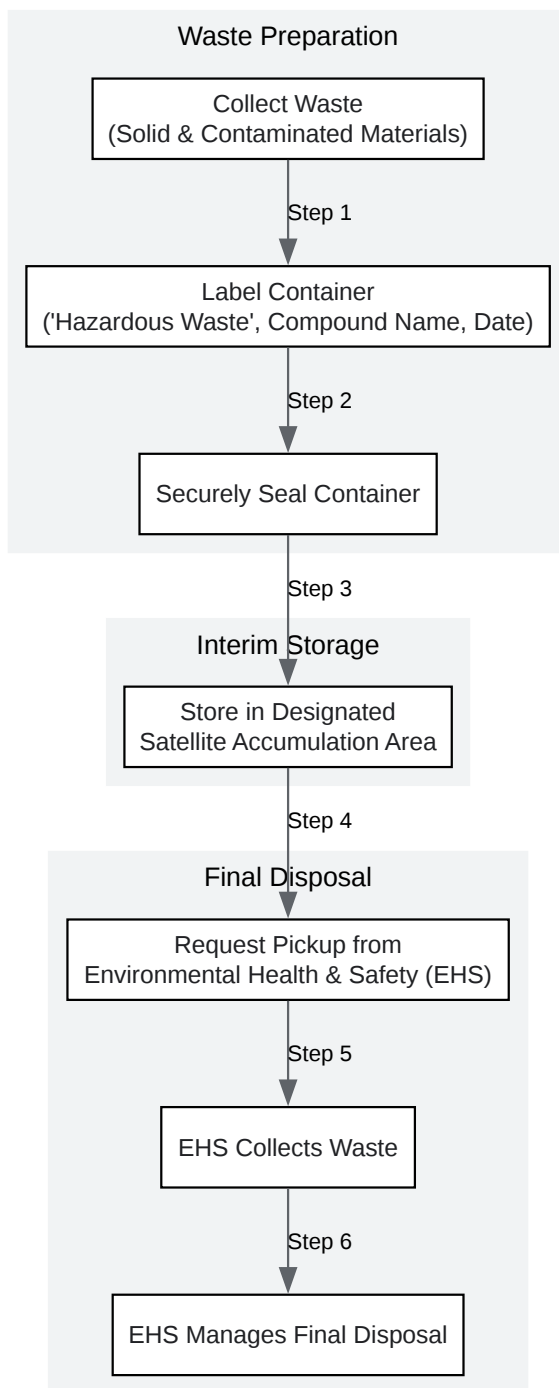 Waste Preparation
Collect Waste
(Solid & Contaminated Materials)
Step 1
Label Container
('Hazardous Waste', Compound Name, Date)
Step 2
Securely Seal Container
Step 3
Interim Storage
Store in Designated
Satellite Accumulation Area
Step 4
Final Disposal
Request Pickup from
Environmental Health & Safety (EHS)
Step 5
EHS Collects Waste
Step 6
EHS Manages Final Disposal